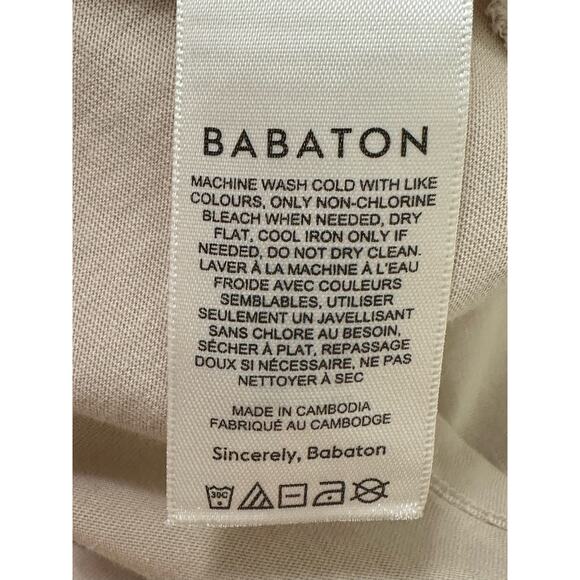 BABATON
MACHINE WASH COLD WITH LIKE
COLOURS, ONLY NON-CHLORINE
BLEACH WHEN NEEDED, DRY
FLAT, COOL IRON ONLY IF
NEEDED, DO NOT DRY CLEAN.
LAVER À LA MACHINE À L'EAU
FROIDE AVEC COULEURS
SEMBLABLES, UTILISER
SEULEMENT UN JAVELLISANT
SANS CHLORE AU BESOIN,
SÉCHER À PLAT, REPASSAGE
DOUX SI NÉCESSAIRE, NE PAS
NETTOYER À SEC
MADE IN CAMBODIA
FABRIQUÉ AU CAMBODGE
Sincerely, Babaton
30C